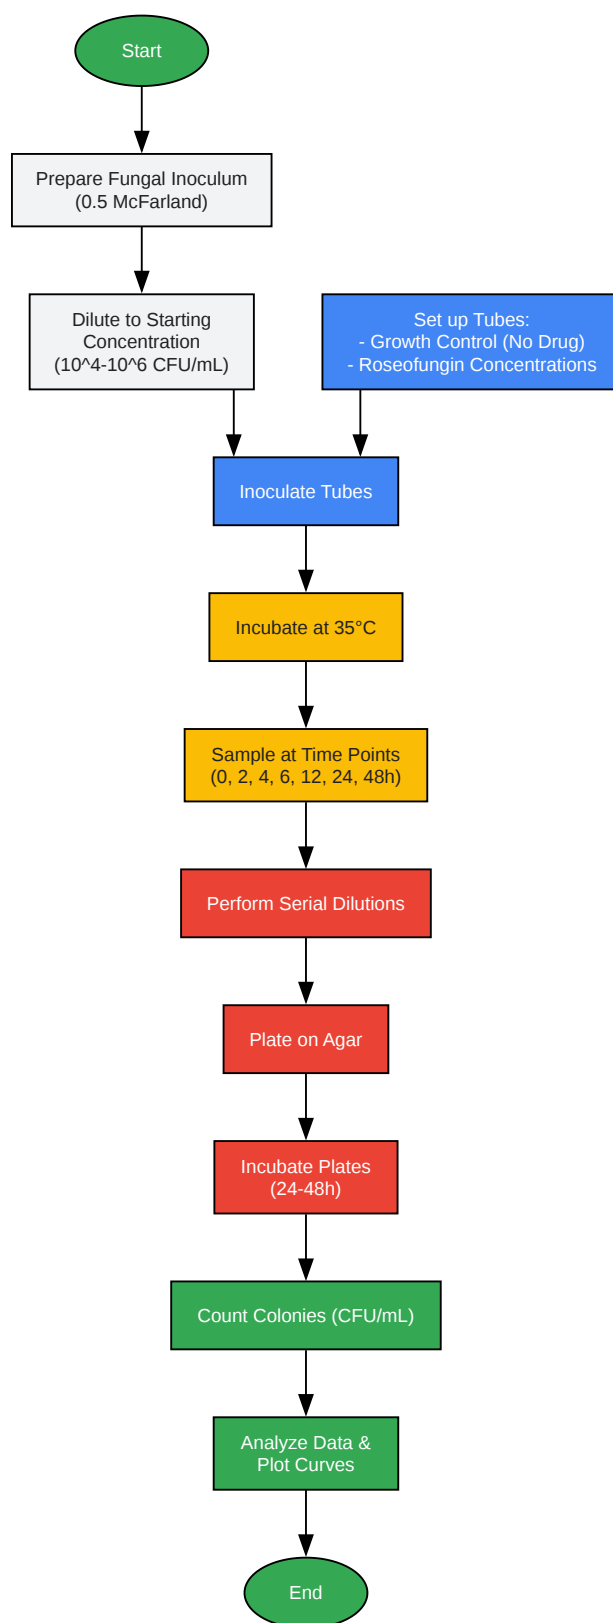 Start
Prepare Fungal Inoculum
(0.5 McFarland)
Dilute to Starting
Concentration
(10^4-10^6 CFU/mL)
Set up Tubes:
- Growth Control (No Drug)
- Roseofungin Concentrations
Inoculate Tubes
Incubate at 35°C
Sample at Time Points
(0, 2, 4, 6, 12, 24, 48h)
Perform Serial Dilutions
Plate on Agar
Incubate Plates
(24-48h)
Count Colonies (CFU/mL)
Analyze Data &
Plot Curves
End